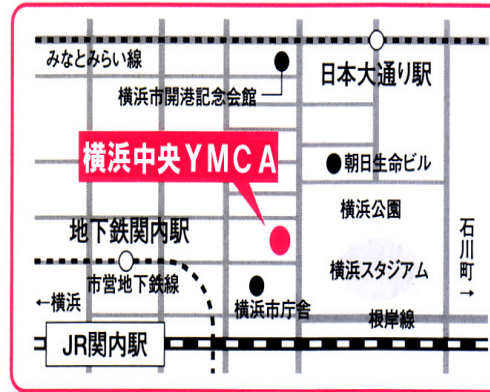 みなとみらい線
日本大通り駅
横浜市開港記念会館
横浜中央YMCA
朝日生命ビル
横浜公園
地下鉄関内駅
石川町→
市営地下鉄線
横浜スタジアム
←横浜
横浜市庁舎
根岸線
JR関内駅